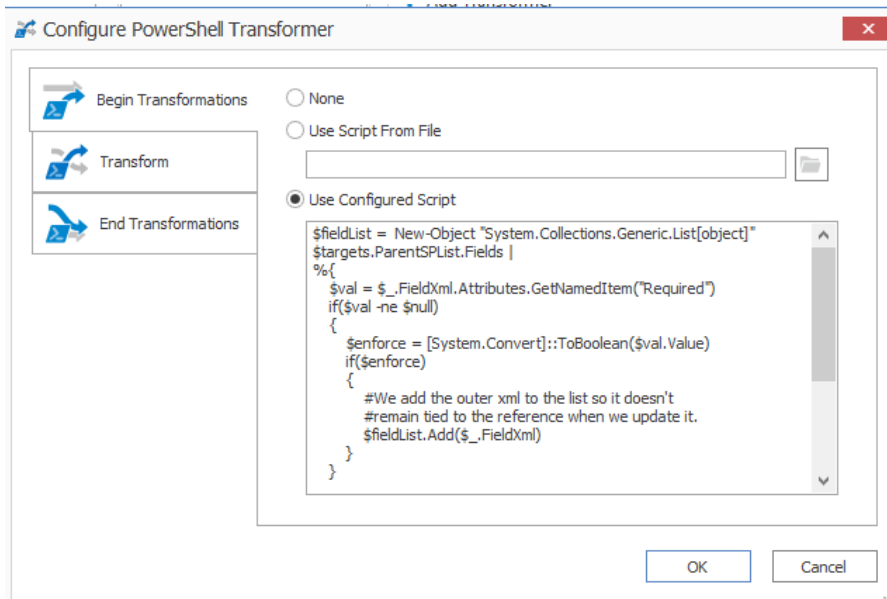 Add Transformer
Configure PowerShell Transformer
Begin Transformations
Transform
End Transformations
None
Use Script From File
Use Configured Script
$fieldList = New-Object "System.Collections.Generic.List[object]"
$targets.ParentSPList.Fields |
%{
$val = $_.FieldXml.Attributes.GetNamedItem("Required")
if($val -ne $null)
{
$enforce = [System.Convert]::ToBoolean($val.Value)
if($enforce)
{
#We add the outer xml to the list so it doesn't
#remain tied to the reference when we update it.
$fieldList.Add($_.FieldXml)
}
}
OK
Cancel